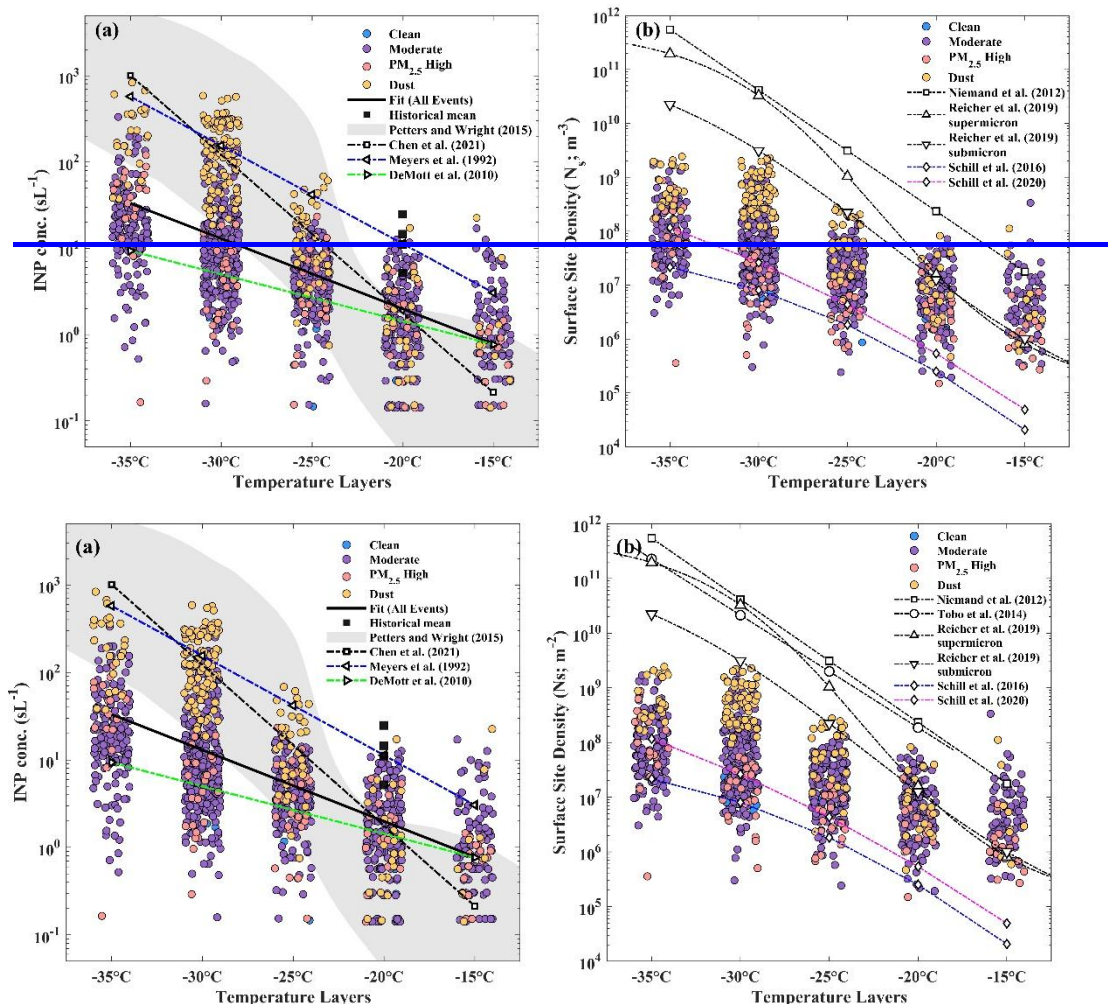 (a)
Clean
Moderate
PM2.5 High
Dust
Fit (All Events)
Historical mean
Petters and Wright (2015)
Chen et al. (2021)
Meyers et al. (1992)
DeMott et al. (2010)
INP conc. (sL-1)
10^3
10^2
10^1
10^0
10^-1
-35°C -30°C -25°C -20°C -15°C
Temperature Layers
(b)
Clean
Moderate
PM2.5 High
Dust
Niemand et al. (2012)
Reicher et al. (2019)
supermicron
Reicher et al. (2019)
submicron
Schill et al. (2016)
Schill et al. (2020)
Surface Site Density( Ns; m-3)
10^12
10^11
10^10
10^9
10^8
10^7
10^6
10^5
10^4
-35°C -30°C -25°C -20°C -15°C
Temperature Layers
(a)
Clean
Moderate
PM2.5 High
Dust
Fit (All Events)
Historical mean
Petters and Wright (2015)
Chen et al. (2021)
Meyers et al. (1992)
DeMott et al. (2010)
INP conc. (sL-1)
10^3
10^2
10^1
10^0
10^-1
-35°C -30°C -25°C -20°C -15°C
Temperature Layers
(b)
Clean
Moderate
PM2.5 High
Dust
Niemand et al. (2012)
Tobo et al. (2014)
Reicher et al. (2019)
supermicron
Reicher et al. (2019)
submicron
Schill et al. (2016)
Schill et al. (2020)
Surface Site Density (Ns; m-2)
10^12
10^11
10^10
10^9
10^8
10^7
10^6
10^5
10^4
-35°C -30°C -25°C -20°C -15°C
Temperature Layers